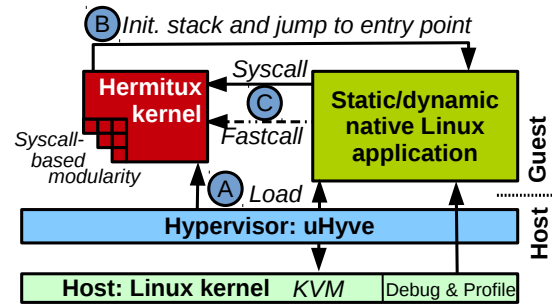 B Init. stack and jump to entry point
Hermitux
kernel
Syscall
C
Fastcall
Static/dynamic
native Linux
application
Syscall-
based
modularity
A Load
Guest
Host
Hypervisor: uHyve
Host: Linux kernel KVM
Debug & Profile